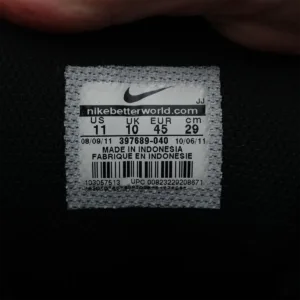 JJ
nikebetterworld.com
US UK EUR cm
11 10 45 29
08/09/11 397689-040 10/06/11
MADE IN INDONESIA
FABRIQUE EN INDONESIE
UPC